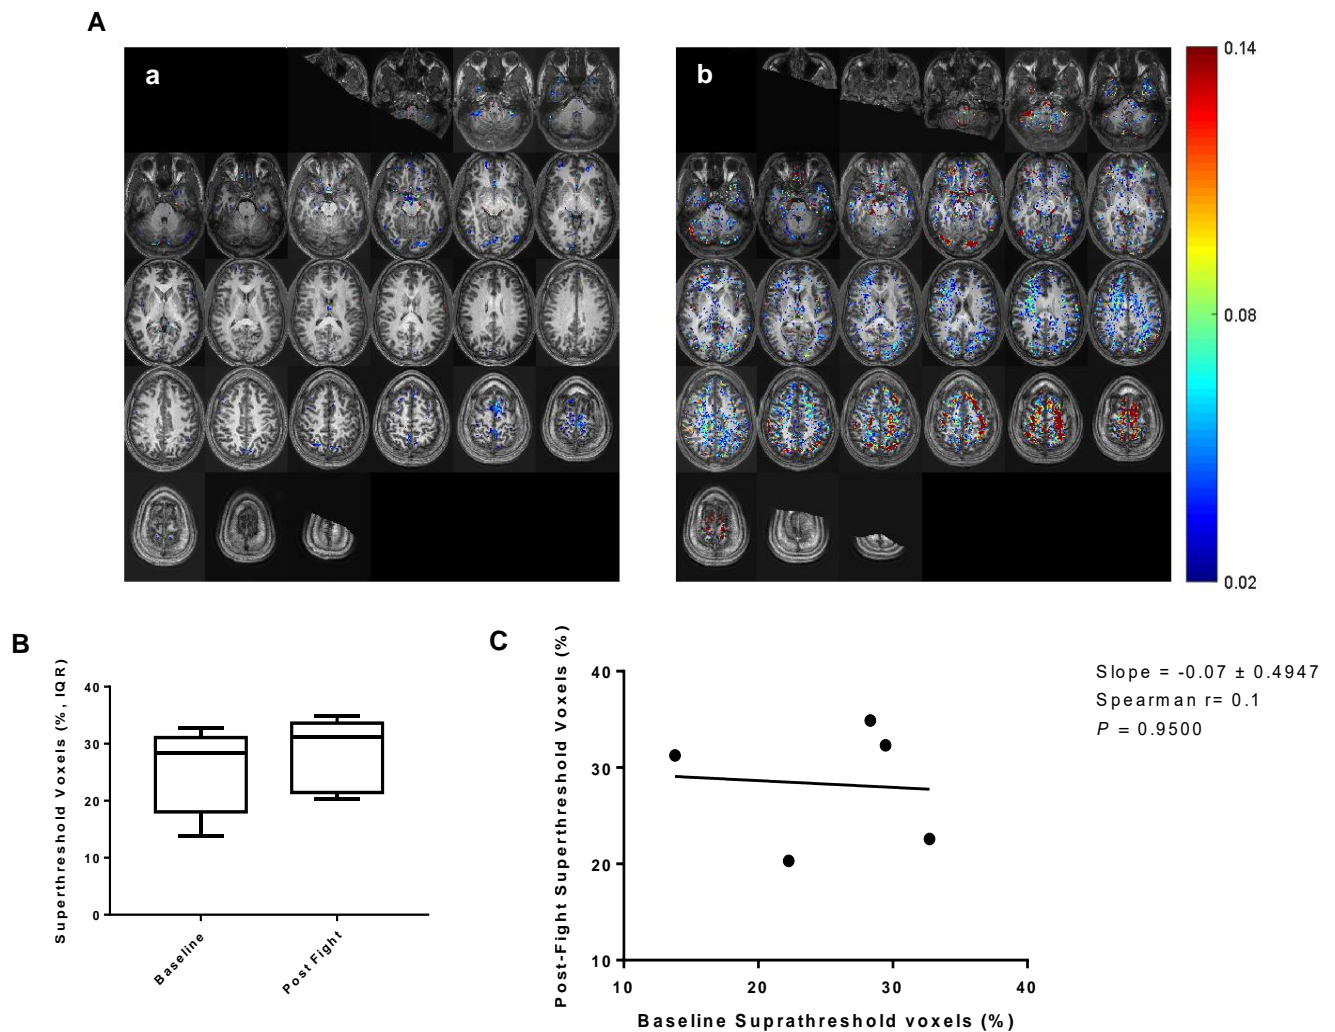 A
a
b
0.14
0.08
0.02
B
Superthreshold Voxels (%, IQR)
40
30
20
10
0
Baseline
Post Fight
C
Post-Fight Superthreshold Voxels (%)
40
30
20
10
10
20
30
40
Baseline Suprathreshold voxels (%)
Slope = -0.07 ± 0.4947
Spearman r= 0.1
P = 0.9500